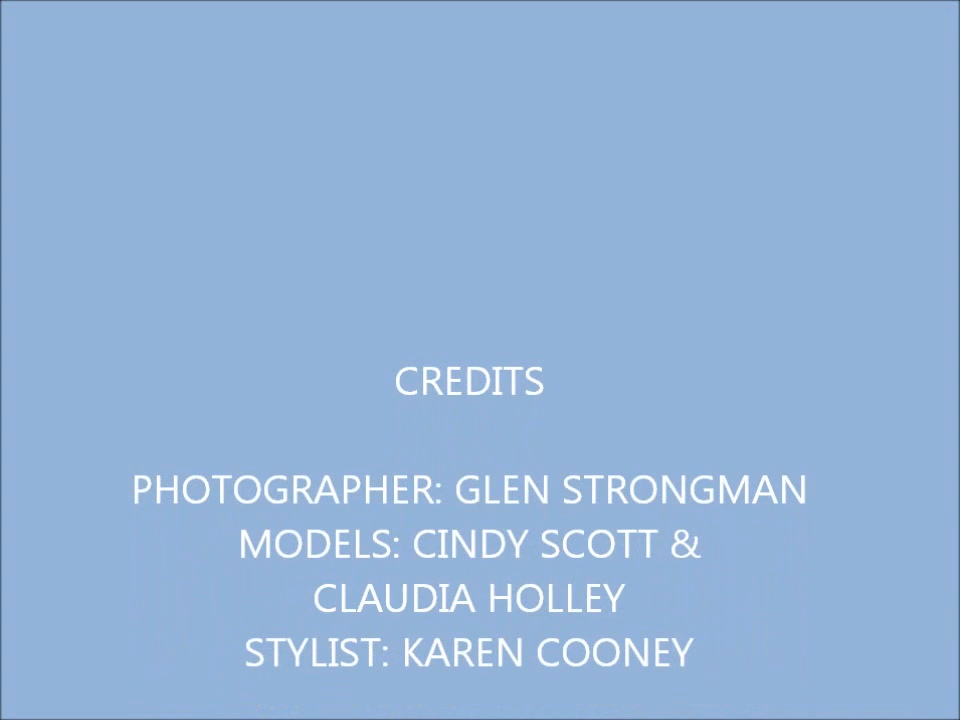 CREDITS
PHOTOGRAPHER: GLEN STRONGMAN
MODELS: CINDY SCOTT &
CLAUDIA HOLLEY
STYLIST: KAREN COONEY